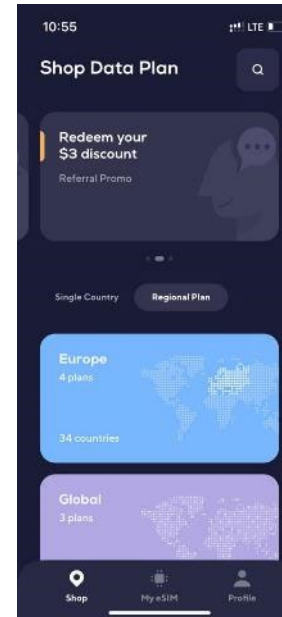 10:55
LTE
Shop Data Plan
Redeem your
$3 discount
Referral Promo
Single Country
Regional Plan
Europe
4 plans
34 countries
Global
3 plans
Shop
My eSIM
Profile